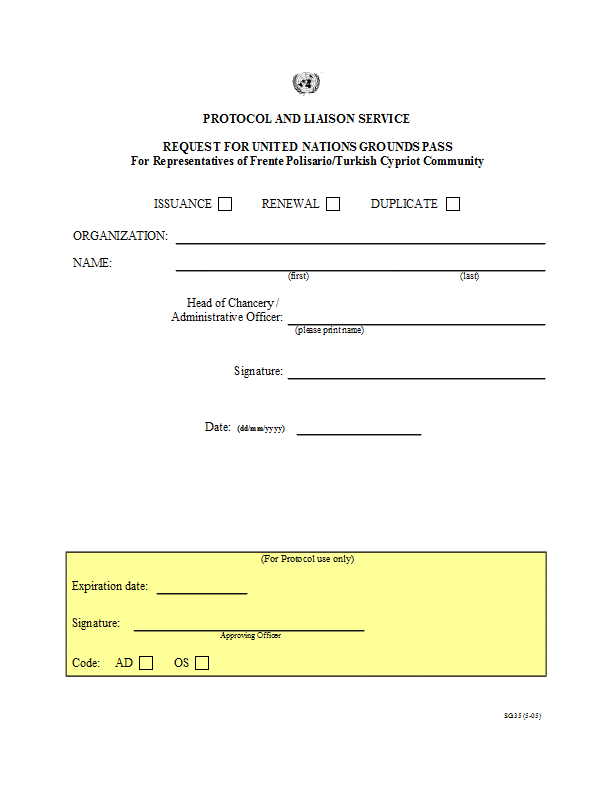 PROTOCOL AND LIAISON SERVICE
REQUEST FOR UNITED NATIONS GROUNDS PASS
For Representatives of Frente Polisario/Turkish Cypriot Community
ISSUANCE RENEWAL DUPLICATE
ORGANIZATION:
NAME:
(first) (last)
Head of Chancery /
Administrative Officer:
(please print name)
Signature:
Date: (dd/mm/yyyy)
(For Protocol use only)
Expiration date:
Signature:
Approving Officer
Code: AD OS
SG35 (5-05)